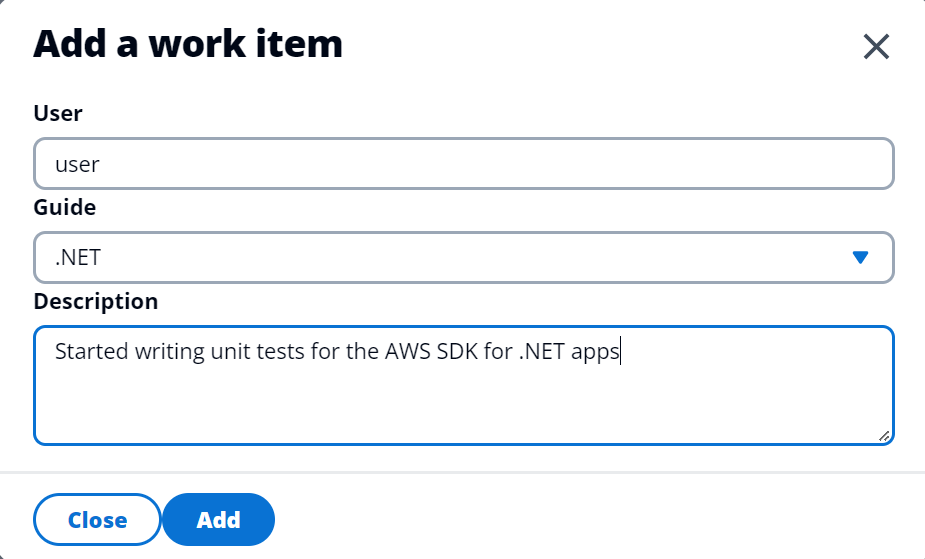 Add a work item
User
user
Guide
.NET
Description
Started writing unit tests for the AWS SDK for .NET apps
Close Add